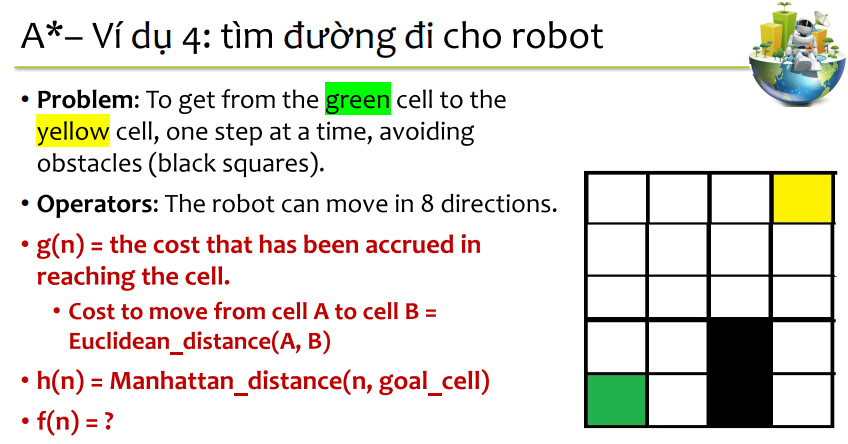 A*– Ví dụ 4: tìm đường đi cho robot
• Problem: To get from the green cell to the
yellow cell, one step at a time, avoiding
obstacles (black squares).
• Operators: The robot can move in 8 directions.
• g(n) = the cost that has been accrued in
reaching the cell.
• Cost to move from cell A to cell B =
Euclidean_distance(A, B)
• h(n) = Manhattan_distance(n, goal_cell)
• f(n) = ?